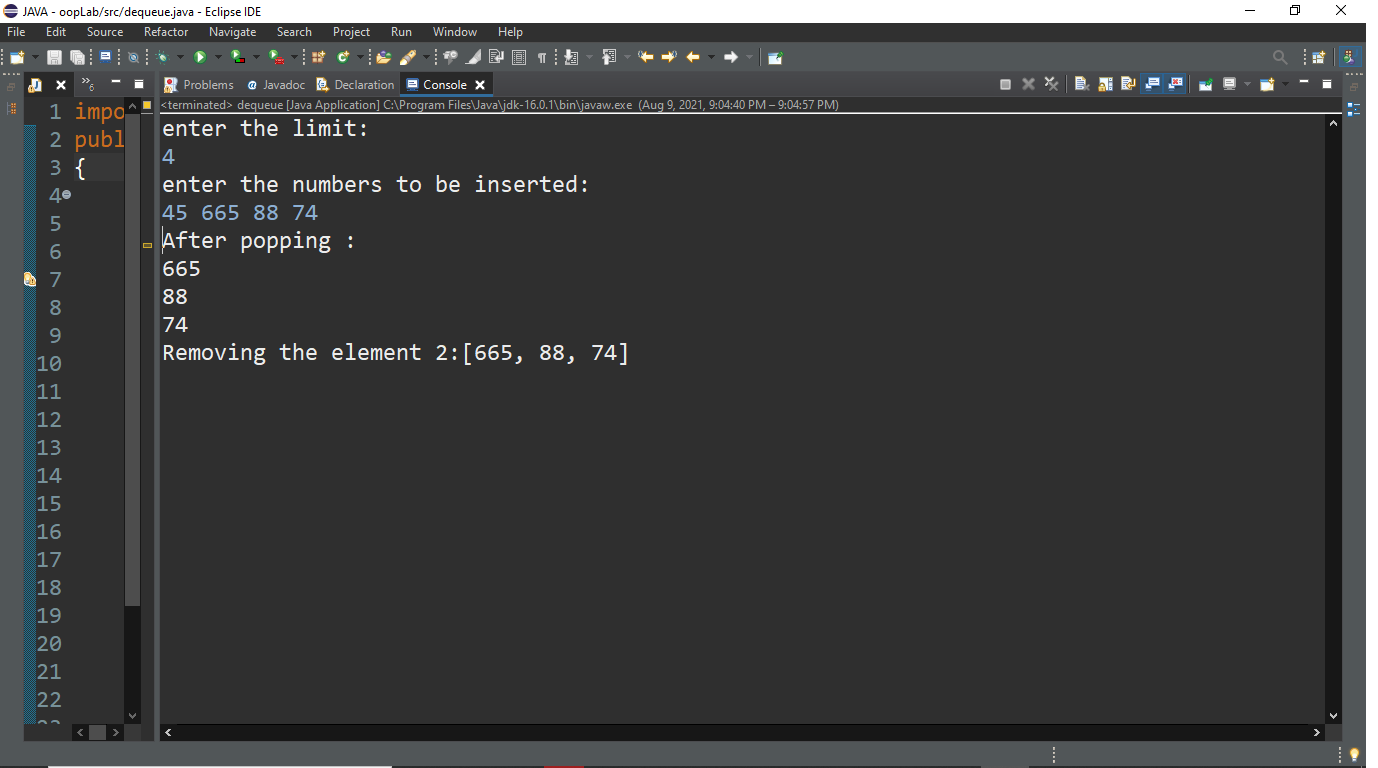 JAVA - oopLab/src/dequeue.java - Eclipse IDE
File Edit Source Refactor Navigate Search Project Run Window Help
Problems Javadoc Declaration Console
<terminated> dequeue [Java Application] C:\Program Files\Java\jdk-16.0.1\bin\javaw.exe (Aug 9, 2021, 9:04:40 PM – 9:04:57 PM)
1 impo
2 publ
3 {
4
5
6
7
8
9
10
11
12
13
14
15
16
17
18
19
20
21
22
enter the limit:
4
enter the numbers to be inserted:
45 665 88 74
After popping :
665
88
74
Removing the element 2:[665, 88, 74]